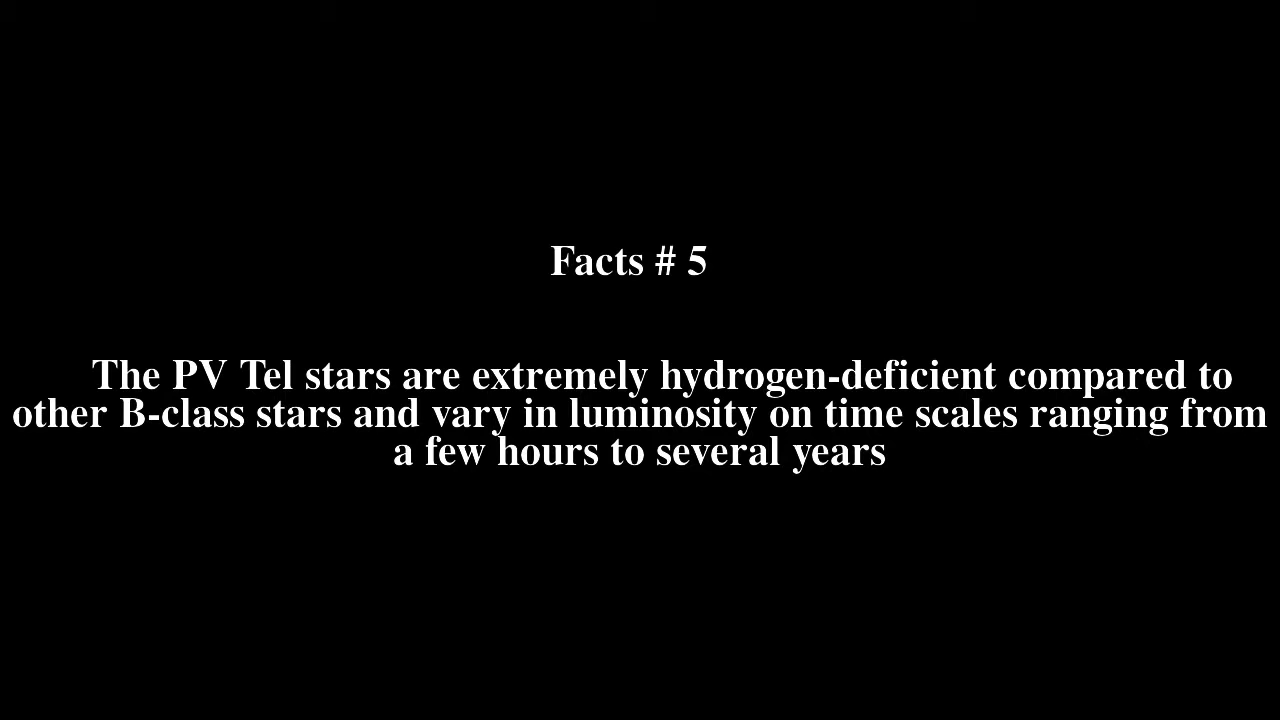 Facts # 5
The PV Tel stars are extremely hydrogen-deficient compared to
other B-class stars and vary in luminosity on time scales ranging from
a few hours to several years